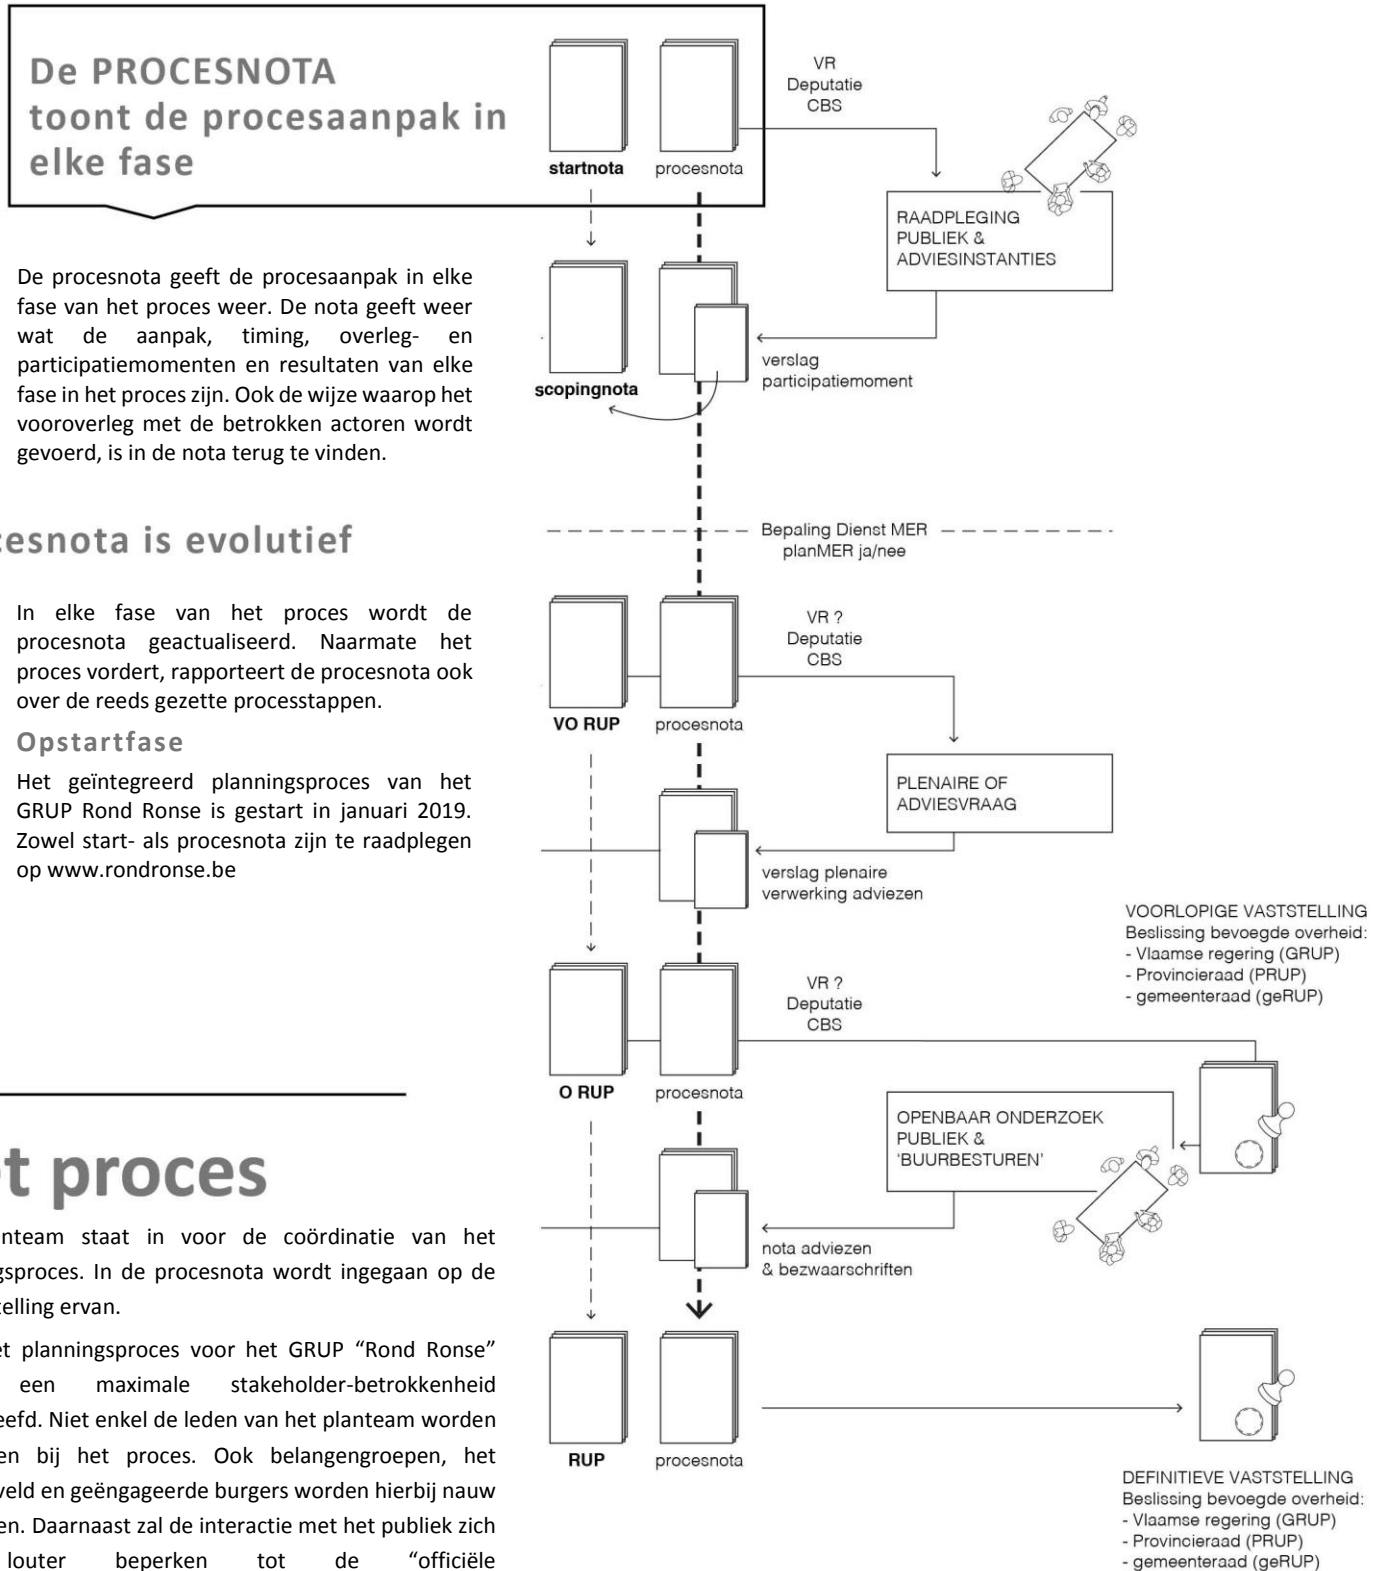 De PROCESNOTA
toont de procesaanpak in
elke fase
De procesnota geeft de procesaanpak in elke
fase van het proces weer. De nota geeft weer
wat de aanpak, timing, overleg- en
participatiemomenten en resultaten van elke
fase in het proces zijn. Ook de wijze waarop het
vooroverleg met de betrokken actoren wordt
gevoerd, is in de nota terug te vinden.
cesnota is evolutief
In elke fase van het proces wordt de
procesnota geactualiseerd. Naarmate het
proces vordert, rapporteert de procesnota ook
over de reeds gezette processtappen.
Opstartfase
Het geïntegreerd planningsproces van het
GRUP Rond Ronse is gestart in januari 2019.
Zowel start- als procesnota zijn te raadplegen
op www.rondronse.be
t proces
nteam staat in voor de coördinatie van het
gsproces. In de procesnota wordt ingegaan op de
telling ervan.
et planningsproces voor het GRUP “Rond Ronse”
een maximale stakeholder-betrokkenheid
eefd. Niet enkel de leden van het planteam worden
en bij het proces. Ook belangengroepen, het
veld en geëngageerde burgers worden hierbij nauw
en. Daarnaast zal de interactie met het publiek zich
louter beperken tot de “officiële
startnota
procesnota
VR
Deputatie
CBS
RAADPLEGING
PUBLIEK &
ADVIESINSTANTIES
verslag
participatiemoment
scopingnota
Bepaling Dienst MER
planMER ja/nee
VO RUP
procesnota
VR ?
Deputatie
CBS
PLENAIRE OF
ADVIESVRAAG
verslag plenaire
verwerking adviezen
VOORLOPIGE VASTSTELLING
Beslissing bevoegde overheid:
- Vlaamse regering (GRUP)
- Provincieraad (PRUP)
- gemeenteraad (geRUP)
O RUP
procesnota
VR ?
Deputatie
CBS
OPENBAAR ONDERZOEK
PUBLIEK &
‘BUURBESTUREN’
nota adviezen
& bezwaarschriften
RUP
procesnota
DEFINITIEVE VASTSTELLING
Beslissing bevoegde overheid:
- Vlaamse regering (GRUP)
- Provincieraad (PRUP)
- gemeenteraad (geRUP)